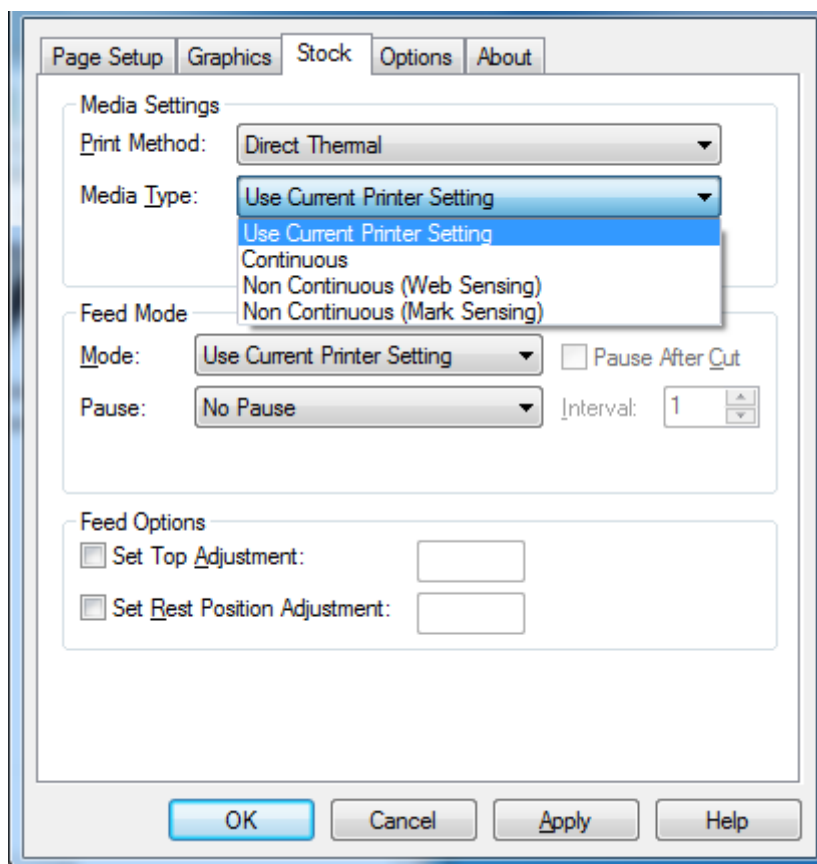 Page Setup Graphics Stock Options About
Media Settings
Print Method: Direct Thermal
Media Type: Use Current Printer Setting
Use Current Printer Setting
Continuous
Non Continuous (Web Sensing)
Non Continuous (Mark Sensing)
Feed Mode
Mode: Use Current Printer Setting Pause After Cut
Pause: No Pause Interval: 1
Feed Options
Set Top Adjustment:
Set Rest Position Adjustment:
OK Cancel Apply Help